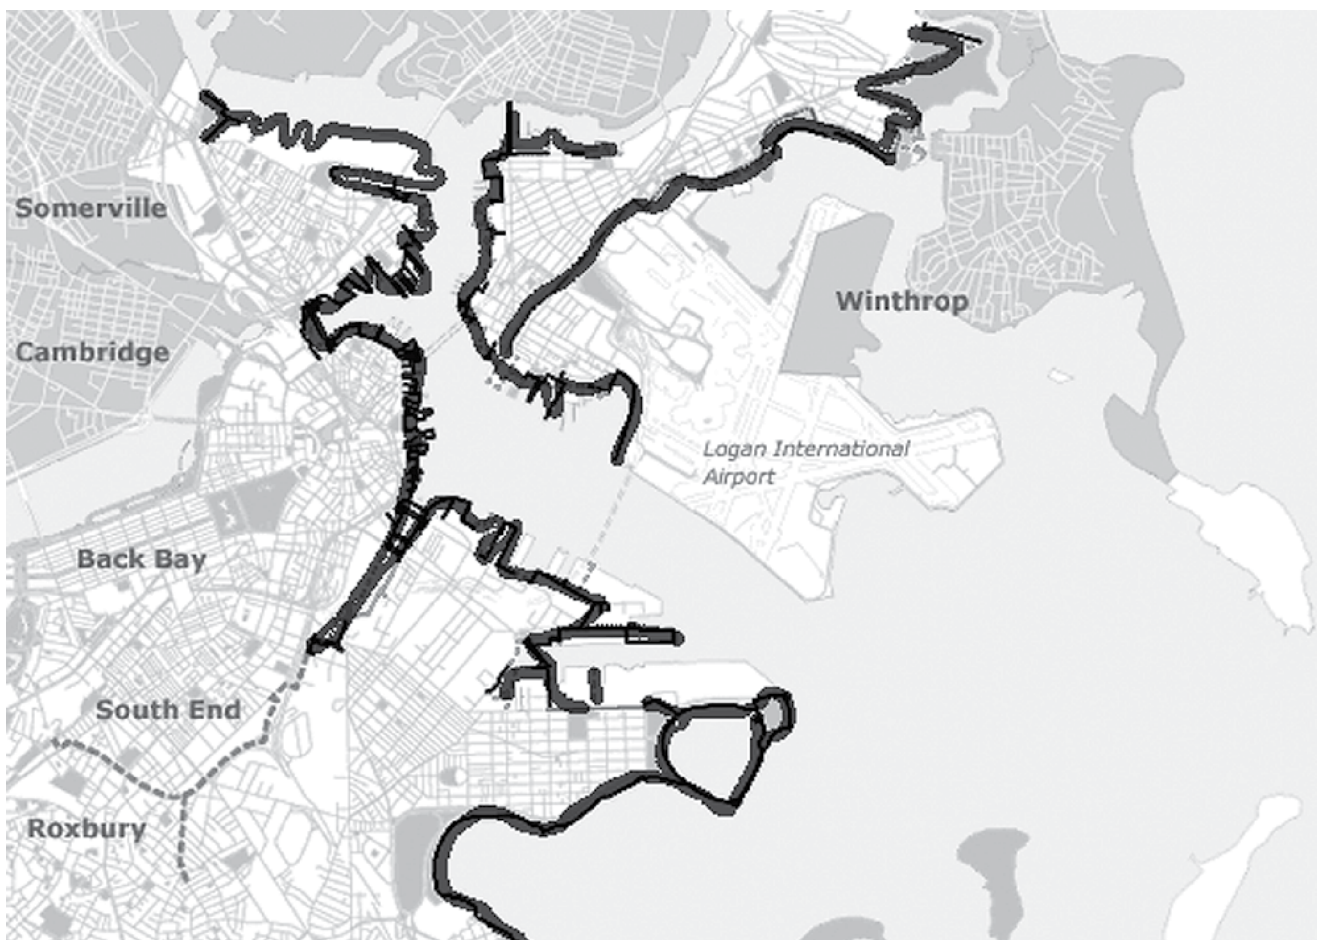 Somerville
Winthrop
Cambridge
Logan International
Airport
Back Bay
South End
Roxbury